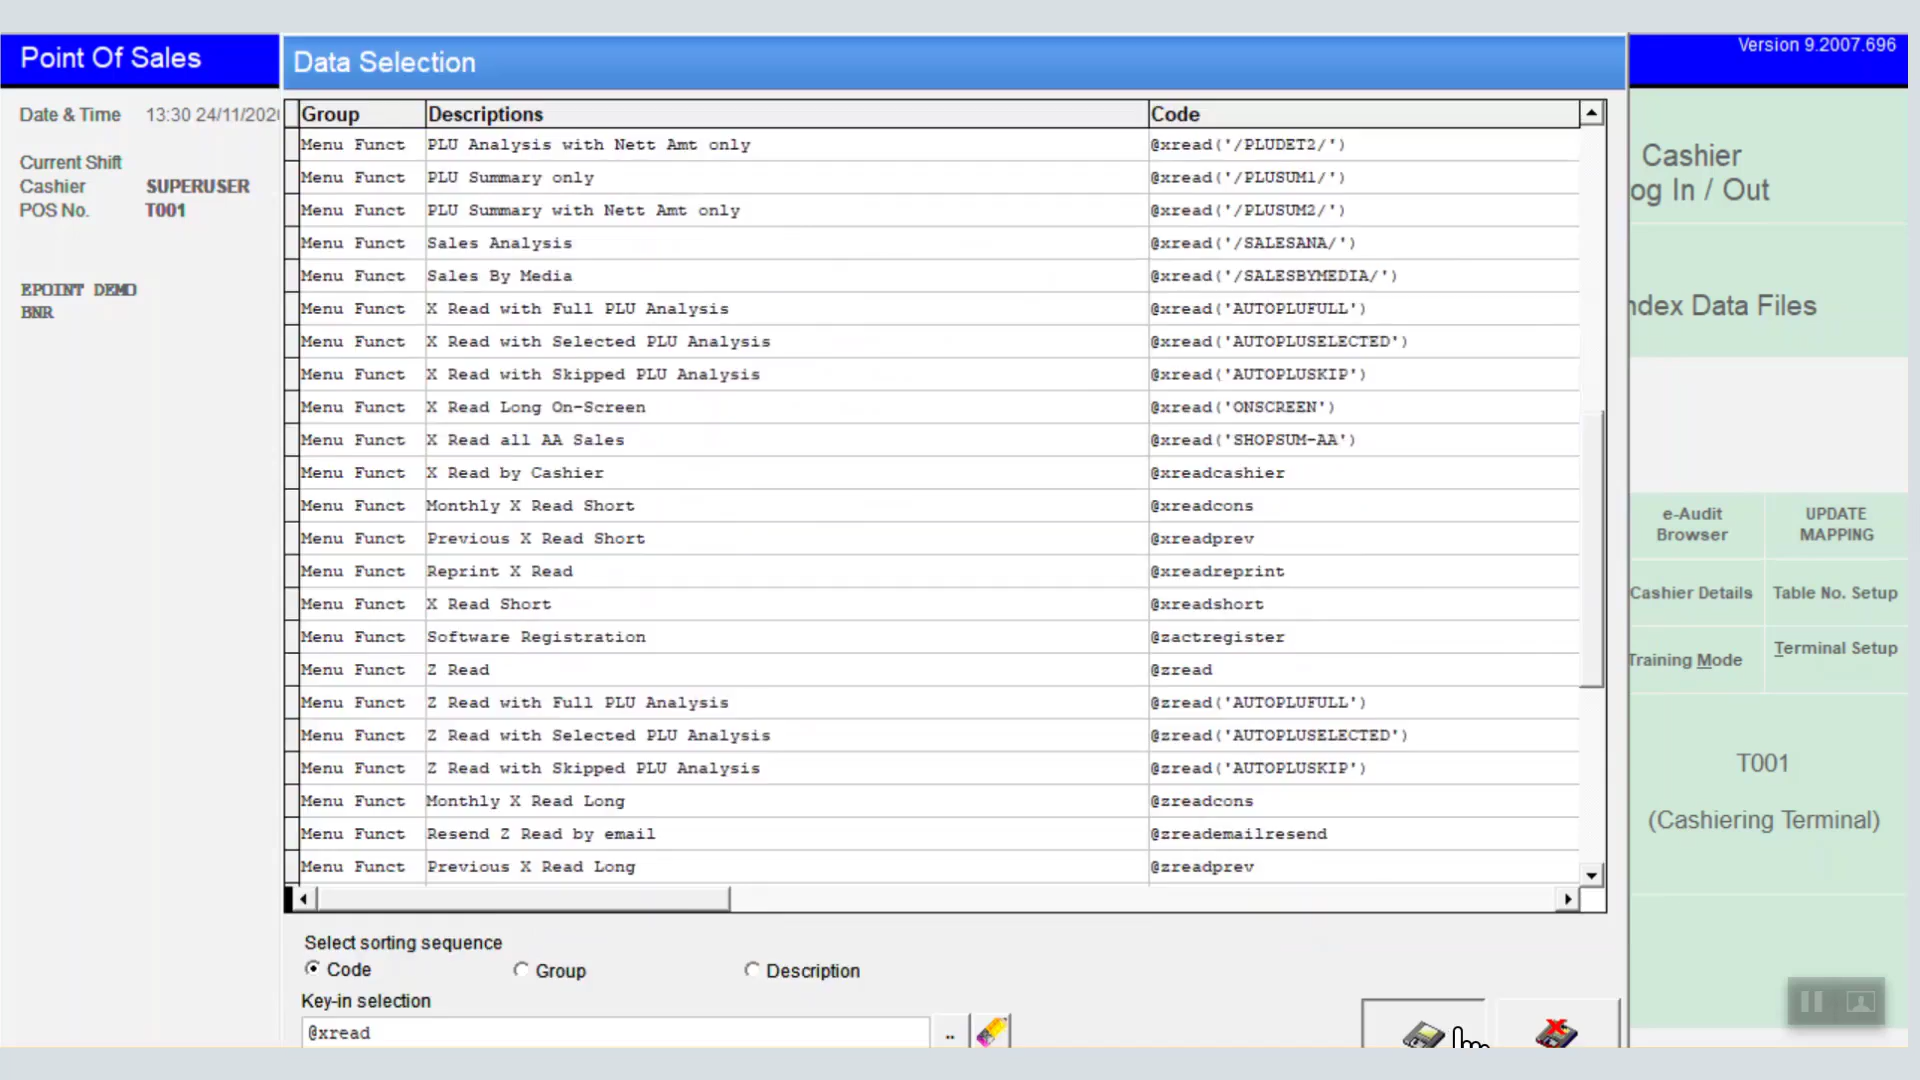 Point Of Sales
Data Selection
Version 9.2007.696
Date & Time 13:30 24/11/202
Current Shift
Cashier SUPERUSER
POS No. T001
EPOINT DEMO
BNR
Group Descriptions Code
Menu Funct PLU Analysis with Nett Amt only @xread('/PLUDET2/')
Menu Funct PLU Summary only @xread('/PLUSUM1/')
Menu Funct PLU Summary with Nett Amt only @xread('/PLUSUM2/')
Menu Funct Sales Analysis @xread('/SALESANA/')
Menu Funct Sales By Media @xread('/SALESBYMEDIA/')
Menu Funct X Read with Full PLU Analysis @xread('AUTOPLUFULL')
Menu Funct X Read with Selected PLU Analysis @xread('AUTOPLUSELECTED')
Menu Funct X Read with Skipped PLU Analysis @xread('AUTOPLUSKIP')
Menu Funct X Read Long On-Screen @xread('ONSCREEN')
Menu Funct X Read all AA Sales @xread('SHOPSUM-AA')
Menu Funct X Read by Cashier @xreadcashier
Menu Funct Monthly X Read Short @xreadcons
Menu Funct Previous X Read Short @xreadprev
Menu Funct Reprint X Read @xreadreprint
Menu Funct X Read Short @xreadshort
Menu Funct Software Registration @zactregister
Menu Funct Z Read @zread
Menu Funct Z Read with Full PLU Analysis @zread('AUTOPLUFULL')
Menu Funct Z Read with Selected PLU Analysis @zread('AUTOPLUSELECTED')
Menu Funct Z Read with Skipped PLU Analysis @zread('AUTOPLUSKIP')
Menu Funct Monthly X Read Long @zreadcons
Menu Funct Resend Z Read by email @zreademailresend
Menu Funct Previous X Read Long @zreadprev
Select sorting sequence
Code Group Description
Key-in selection
@xread
..
Cashier
og In / Out
ndex Data Files
e-Audit
Browser
UPDATE
MAPPING
Cashier Details
Table No. Setup
Training Mode
Terminal Setup
T001
(Cashiering Terminal)